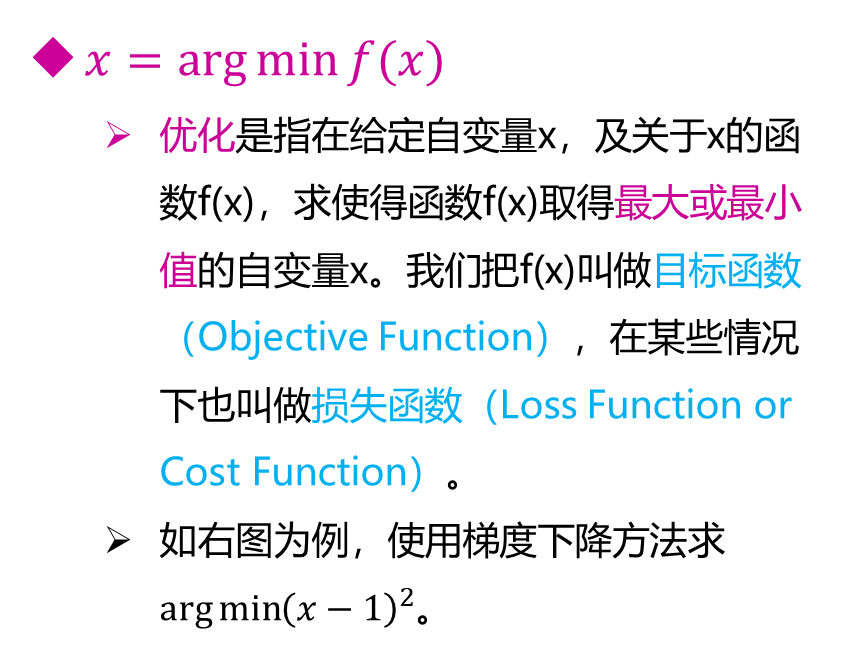 ◆ 𝑥 = arg min 𝑓(𝑥)
➢ 优化是指在给定自变量x，及关于x的函
数f(x)，求使得函数f(x)取得最大或最小
值的自变量x。我们把f(x)叫做目标函数
（Objective Function），在某些情况
下也叫做损失函数（Loss Function or
Cost Function）。
➢ 如右图为例，使用梯度下降方法求
arg min(𝑥 − 1)²。